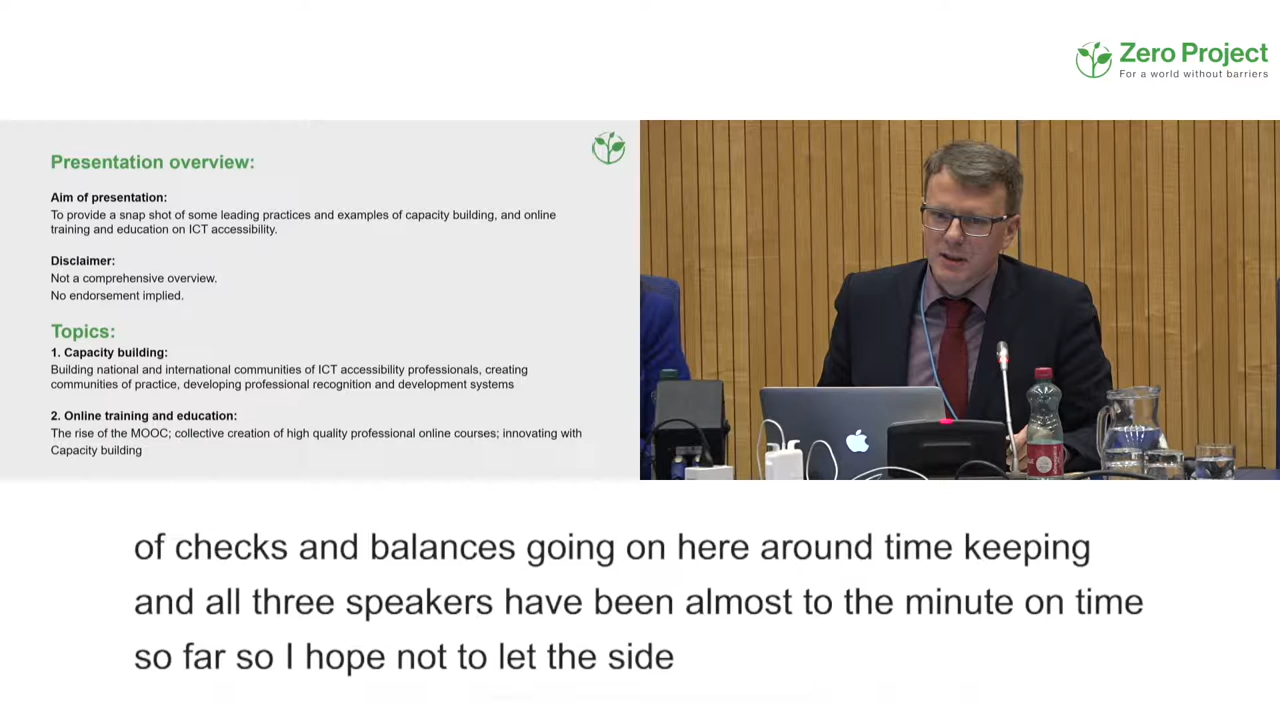 Zero Project
For a world without barriers
Presentation overview:
Aim of presentation:
To provide a snap shot of some leading practices and examples of capacity building, and online
training and education on ICT accessibility.
Disclaimer:
Not a comprehensive overview.
No endorsement implied.
Topics:
1. Capacity building:
Building national and international communities of ICT accessibility professionals, creating
communities of practice, developing professional recognition and development systems
2. Online training and education:
The rise of the MOOC; collective creation of high quality professional online courses; innovating with
Capacity building
of checks and balances going on here around time keeping
and all three speakers have been almost to the minute on time
so far so I hope not to let the side